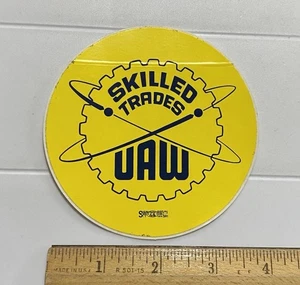 SKILLED
TRADES
UAW
1 2 3 4
MADE IN U.S.A.